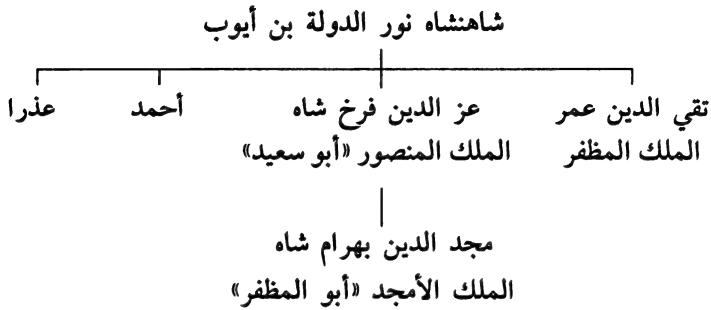 شاهنشاه نور الدولة بن أيوب
تقي الدين عمر عز الدين فرخ شاه أحمد عذرا
الملك المظفر الملك المنصور «أبو سعيد»
مجد الدين بهرام شاه
الملك الأمجد «أبو المظفر»